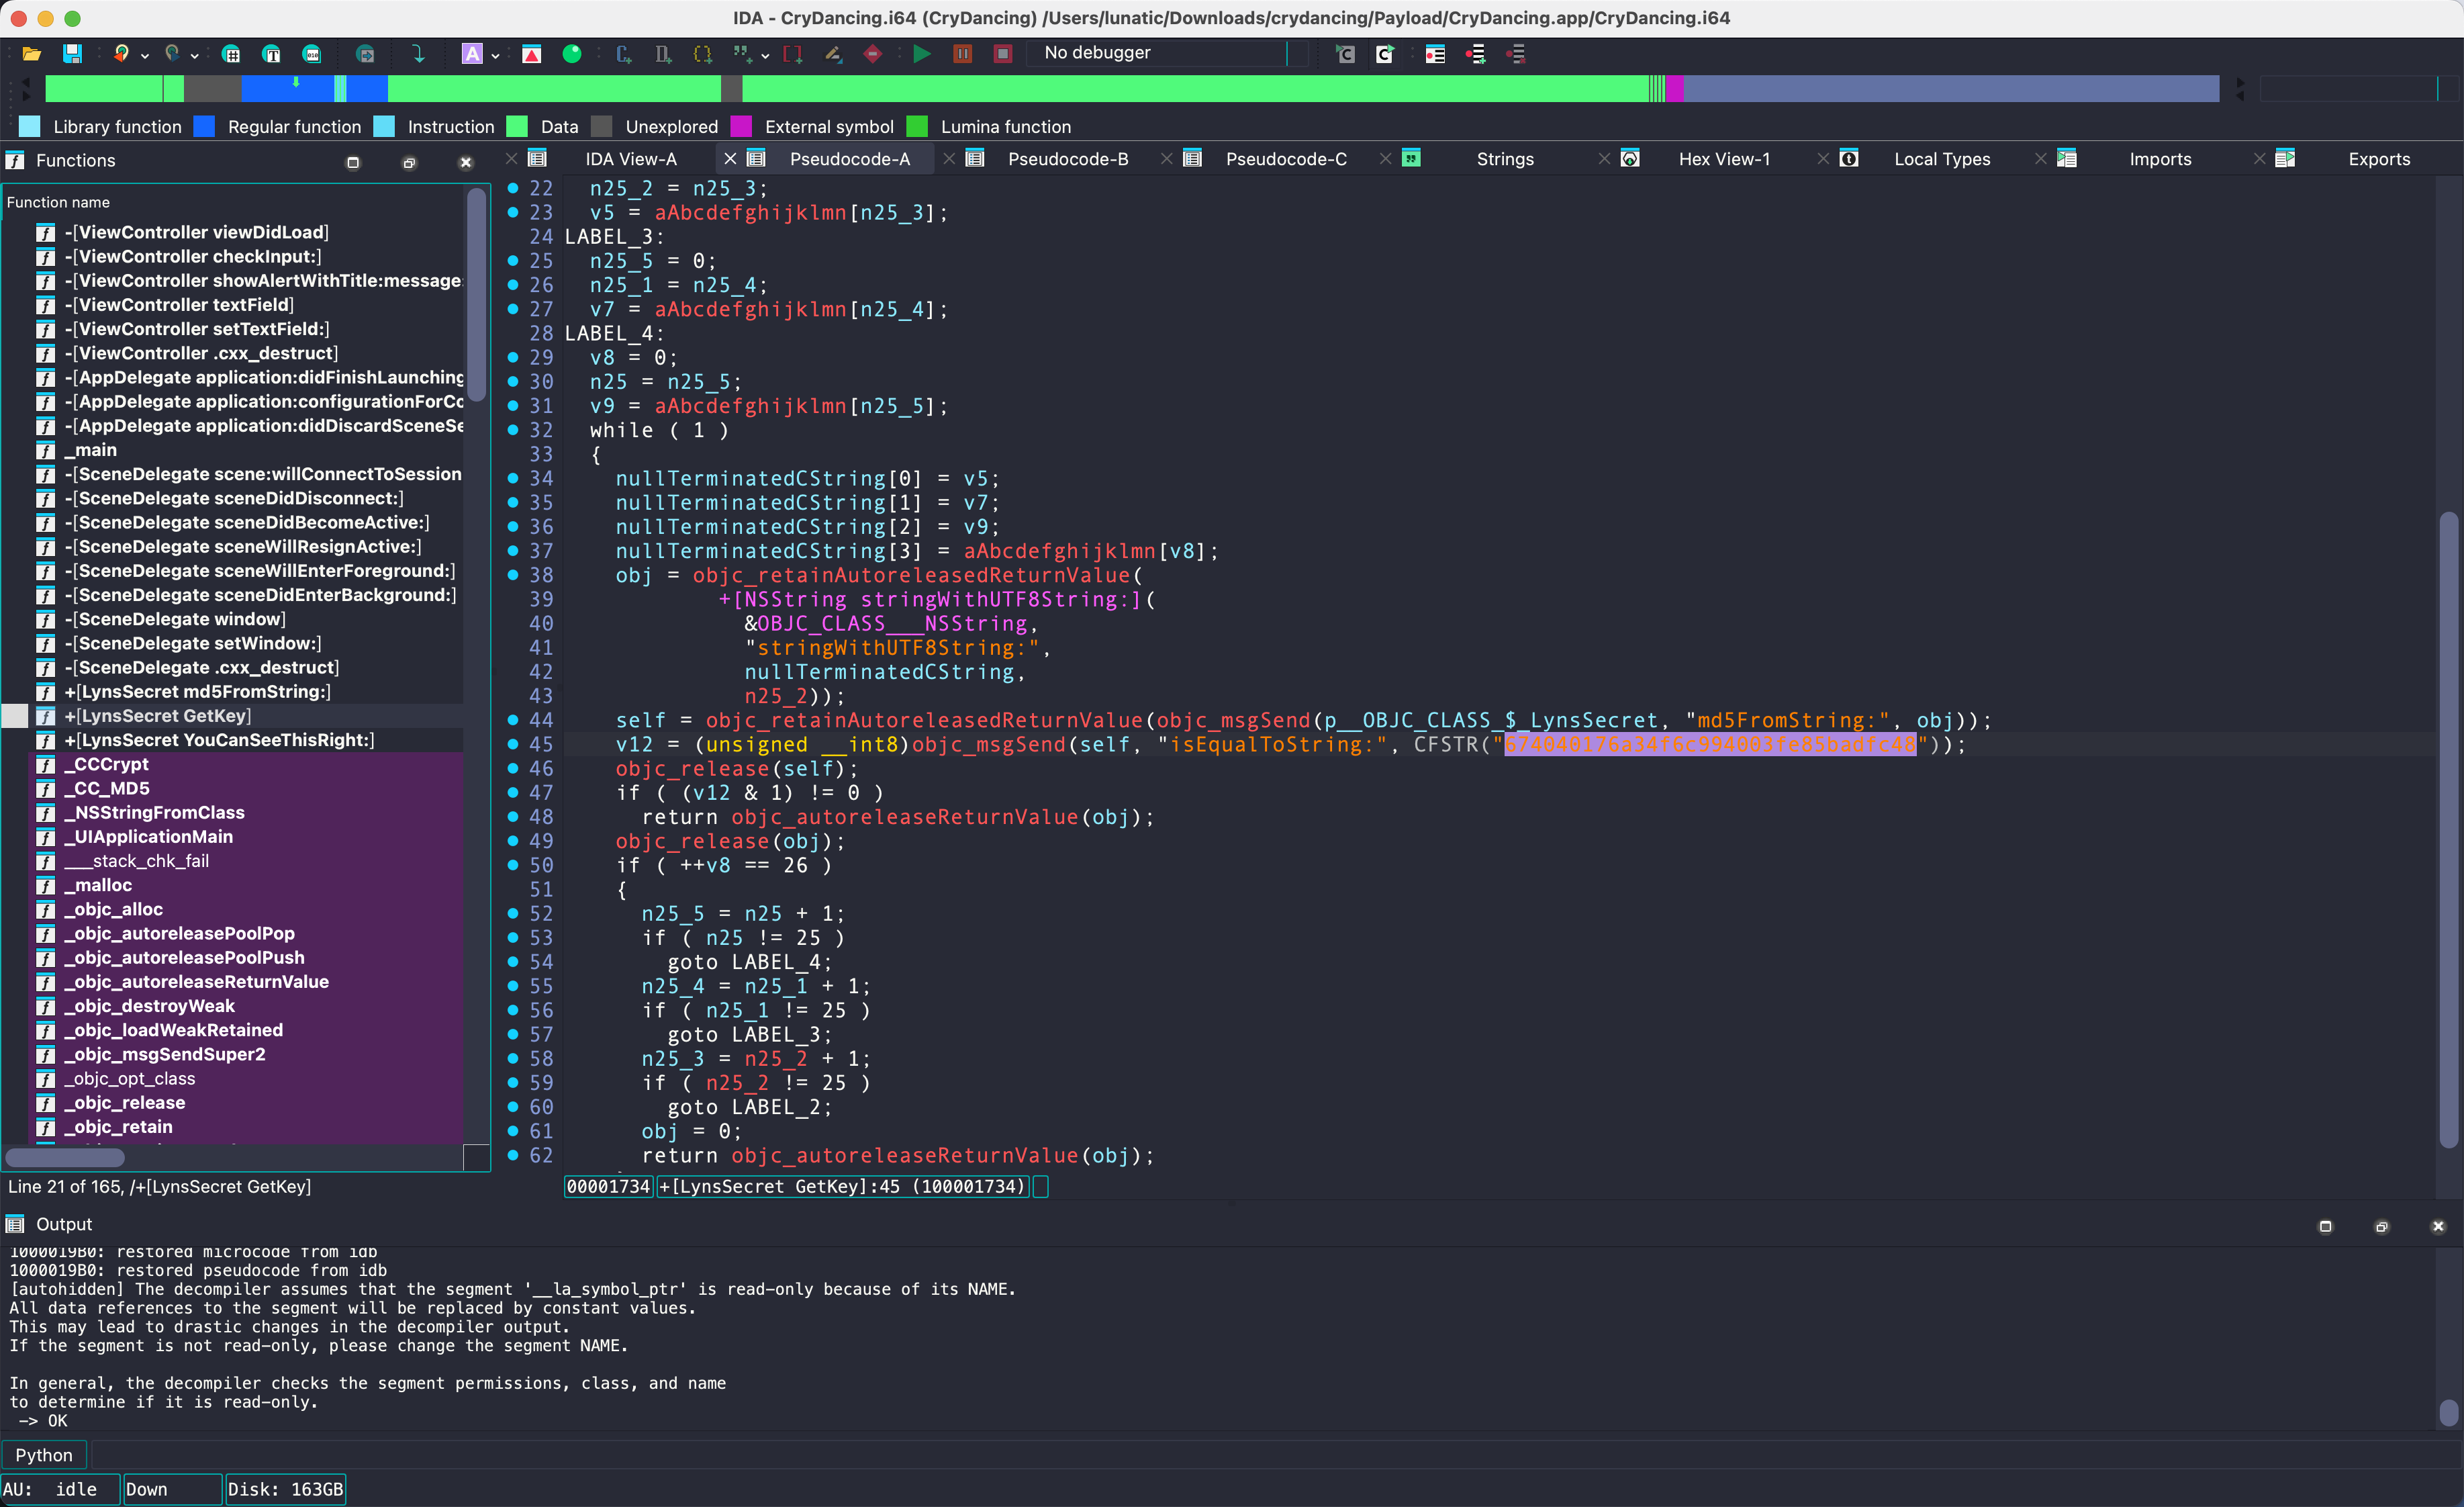 IDA - CryDancing.i64 (CryDancing) /Users/lunatic/Downloads/crydancing/Payload/CryDancing.app/CryDancing.i64
No debugger
Library function Regular function Instruction Data Unexplored External symbol Lumina function
Functions
IDA View-A Pseudocode-A Pseudocode-B Pseudocode-C Strings Hex View-1 Local Types Imports Exports
Function name
-[ViewController viewDidLoad]
-[ViewController checkInput:]
-[ViewController showAlertWithTitle:message:
-[ViewController textField]
-[ViewController setTextField:]
-[ViewController .cxx_destruct]
-[AppDelegate application:didFinishLaunching
-[AppDelegate application:configurationForCo
-[AppDelegate application:didDiscardSceneSe
_main
-[SceneDelegate scene:willConnectToSession
-[SceneDelegate sceneDidDisconnect:]
-[SceneDelegate sceneDidBecomeActive:]
-[SceneDelegate sceneWillResignActive:]
-[SceneDelegate sceneWillEnterForeground:]
-[SceneDelegate sceneDidEnterBackground:]
-[SceneDelegate window]
-[SceneDelegate setWindow:]
-[SceneDelegate .cxx_destruct]
+[LynsSecret md5FromString:]
+[LynsSecret GetKey]
+[LynsSecret YouCanSeeThisRight:]
_CCCrypt
_CC_MD5
_NSStringFromClass
_UIApplicationMain
___stack_chk_fail
_malloc
_objc_alloc
_objc_autoreleasePoolPop
_objc_autoreleasePoolPush
_objc_autoreleaseReturnValue
_objc_destroyWeak
_objc_loadWeakRetained
_objc_msgSendSuper2
_objc_opt_class
_objc_release
_objc_retain
Line 21 of 165, /+[LynsSecret GetKey]
22 n25_2 = n25_3;
23 v5 = aAbcdefghijklmn[n25_3];
24 LABEL_3:
25 n25_5 = 0;
26 n25_1 = n25_4;
27 v7 = aAbcdefghijklmn[n25_4];
28 LABEL_4:
29 v8 = 0;
30 n25 = n25_5;
31 v9 = aAbcdefghijklmn[n25_5];
32 while ( 1 )
33 {
34 nullTerminatedCString[0] = v5;
35 nullTerminatedCString[1] = v7;
36 nullTerminatedCString[2] = v9;
37 nullTerminatedCString[3] = aAbcdefghijklmn[v8];
38 obj = objc_retainAutoreleasedReturnValue(
39 +[NSString stringWithUTF8String:](
40 &OBJC_CLASS___NSString,
41 "stringWithUTF8String:",
42 nullTerminatedCString,
43 n25_2));
44 self = objc_retainAutoreleasedReturnValue(objc_msgSend(p__OBJC_CLASS_$_LynsSecret, "md5FromString:", obj));
45 v12 = (unsigned __int8)objc_msgSend(self, "isEqualToString:", CFSTR("674040176a34f6c994003fe85badfc48"));
46 objc_release(self);
47 if ( (v12 & 1) != 0 )
48 return objc_autoreleaseReturnValue(obj);
49 objc_release(obj);
50 if ( ++v8 == 26 )
51 {
52 n25_5 = n25 + 1;
53 if ( n25 != 25 )
54 goto LABEL_4;
55 n25_4 = n25_1 + 1;
56 if ( n25_1 != 25 )
57 goto LABEL_3;
58 n25_3 = n25_2 + 1;
59 if ( n25_2 != 25 )
60 goto LABEL_2;
61 obj = 0;
62 return objc_autoreleaseReturnValue(obj);
00001734 +[LynsSecret GetKey]:45 (100001734)
Output
1000019B0: restored microcode from idb
1000019B0: restored pseudocode from idb
[autohidden] The decompiler assumes that the segment '__la_symbol_ptr' is read-only because of its NAME.
All data references to the segment will be replaced by constant values.
This may lead to drastic changes in the decompiler output.
If the segment is not read-only, please change the segment NAME.
In general, the decompiler checks the segment permissions, class, and name
to determine if it is read-only.
-> OK
Python
AU: idle Down Disk: 163GB